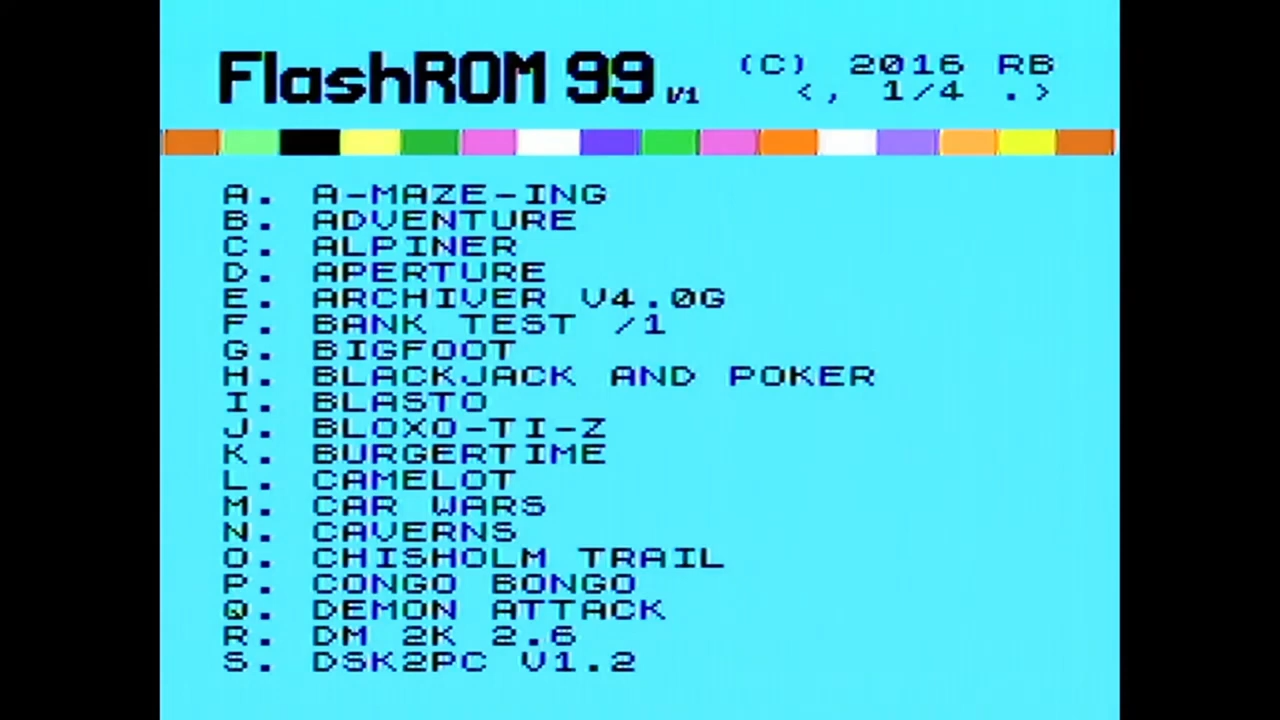 FlashROM 99 V1 (C) 2016 RB
<, 1/4 .>
A. A-MAZE-ING
B. ADVENTURE
C. ALPINER
D. APERTURE
E. ARCHIVER V4.0G
F. BANK TEST /1
G. BIGFOOT
H. BLACKJACK AND POKER
I. BLASTO
J. BLOXO-TI-Z
K. BURGERTIME
L. CAMELOT
M. CAR WARS
N. CAVERNS
O. CHISHOLM TRAIL
P. CONGO BONGO
Q. DEMON ATTACK
R. DM 2K 2.6
S. DSK2PC V1.2